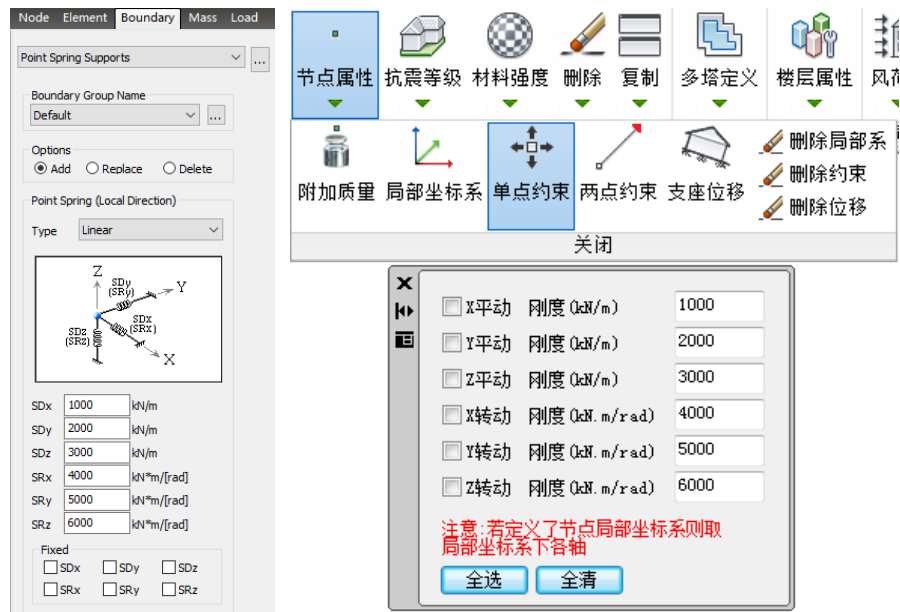 Node Element Boundary Mass Load
Point Spring Supports ...
Boundary Group Name
Default ...
Options
Add Replace Delete
Point Spring (Local Direction)
Type Linear
Z
SDy
(SRy)
Y
SDx
(SRx)
SDz
(SRz)
X
SDx 1000 kN/m
SDy 2000 kN/m
SDz 3000 kN/m
SRx 4000 kN*m/[rad]
SRy 5000 kN*m/[rad]
SRz 6000 kN*m/[rad]
Fixed
SDx SDy SDz
SRx SRy SRz
节点属性 抗震等级 材料强度 删除 复制 多塔定义 楼层属性 风荷
附加质量 局部坐标系 单点约束 两点约束 支座位移
删除局部系
删除约束
删除位移
关闭
X平动 刚度(kN/m) 1000
Y平动 刚度(kN/m) 2000
Z平动 刚度(kN/m) 3000
X转动 刚度(kN.m/rad) 4000
Y转动 刚度(kN.m/rad) 5000
Z转动 刚度(kN.m/rad) 6000
注意:若定义了节点局部坐标系则取
局部坐标系下各轴
全选 全清